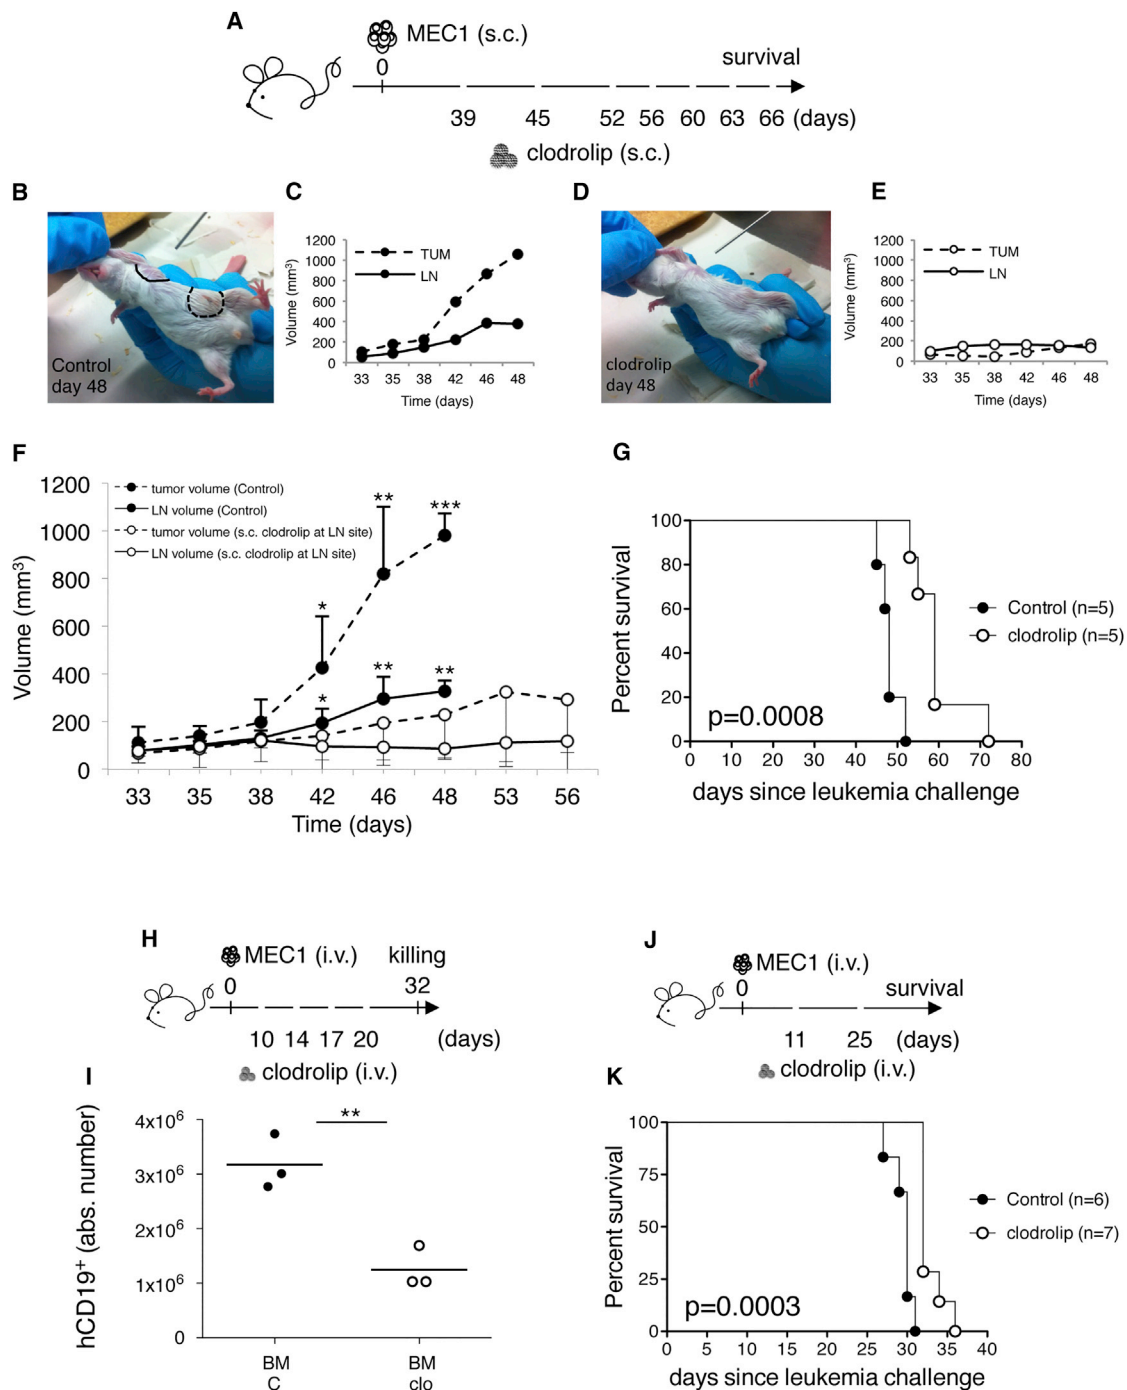 A
MEC1 (s.c.)
0
survival
39 45 52 56 60 63 66 (days)
clodrolip (s.c.)
B
Control
day 48
C
1200
1000
800
600
400
200
0
Volume (mm³)
TUM
LN
33 35 38 42 46 48
Time (days)
D
clodrolip
day 48
E
1200
1000
800
600
400
200
0
Volume (mm³)
TUM
LN
33 35 38 42 46 48
Time (days)
F
1200
1000
800
600
400
200
0
Volume (mm³)
tumor volume (Control)
LN volume (Control)
tumor volume (s.c. clodrolip at LN site)
LN volume (s.c. clodrolip at LN site)
* ** ***
* ** **
33 35 38 42 46 48 53 56
Time (days)
G
100
80
60
40
20
0
Percent survival
p=0.0008
0 10 20 30 40 50 60 70 80
days since leukemia challenge
Control (n=5)
clodrolip (n=5)
H
MEC1 (i.v.) killing
0 32
10 14 17 20 (days)
clodrolip (i.v.)
I
4x10⁶
3x10⁶
2x10⁶
1x10⁶
0
hCD19⁺ (abs. number)
**
BM BM
C clo
J
MEC1 (i.v.)
0 survival
11 25 (days)
clodrolip (i.v.)
K
100
75
50
25
0
Percent survival
p=0.0003
0 5 10 15 20 25 30 35 40
days since leukemia challenge
Control (n=6)
clodrolip (n=7)